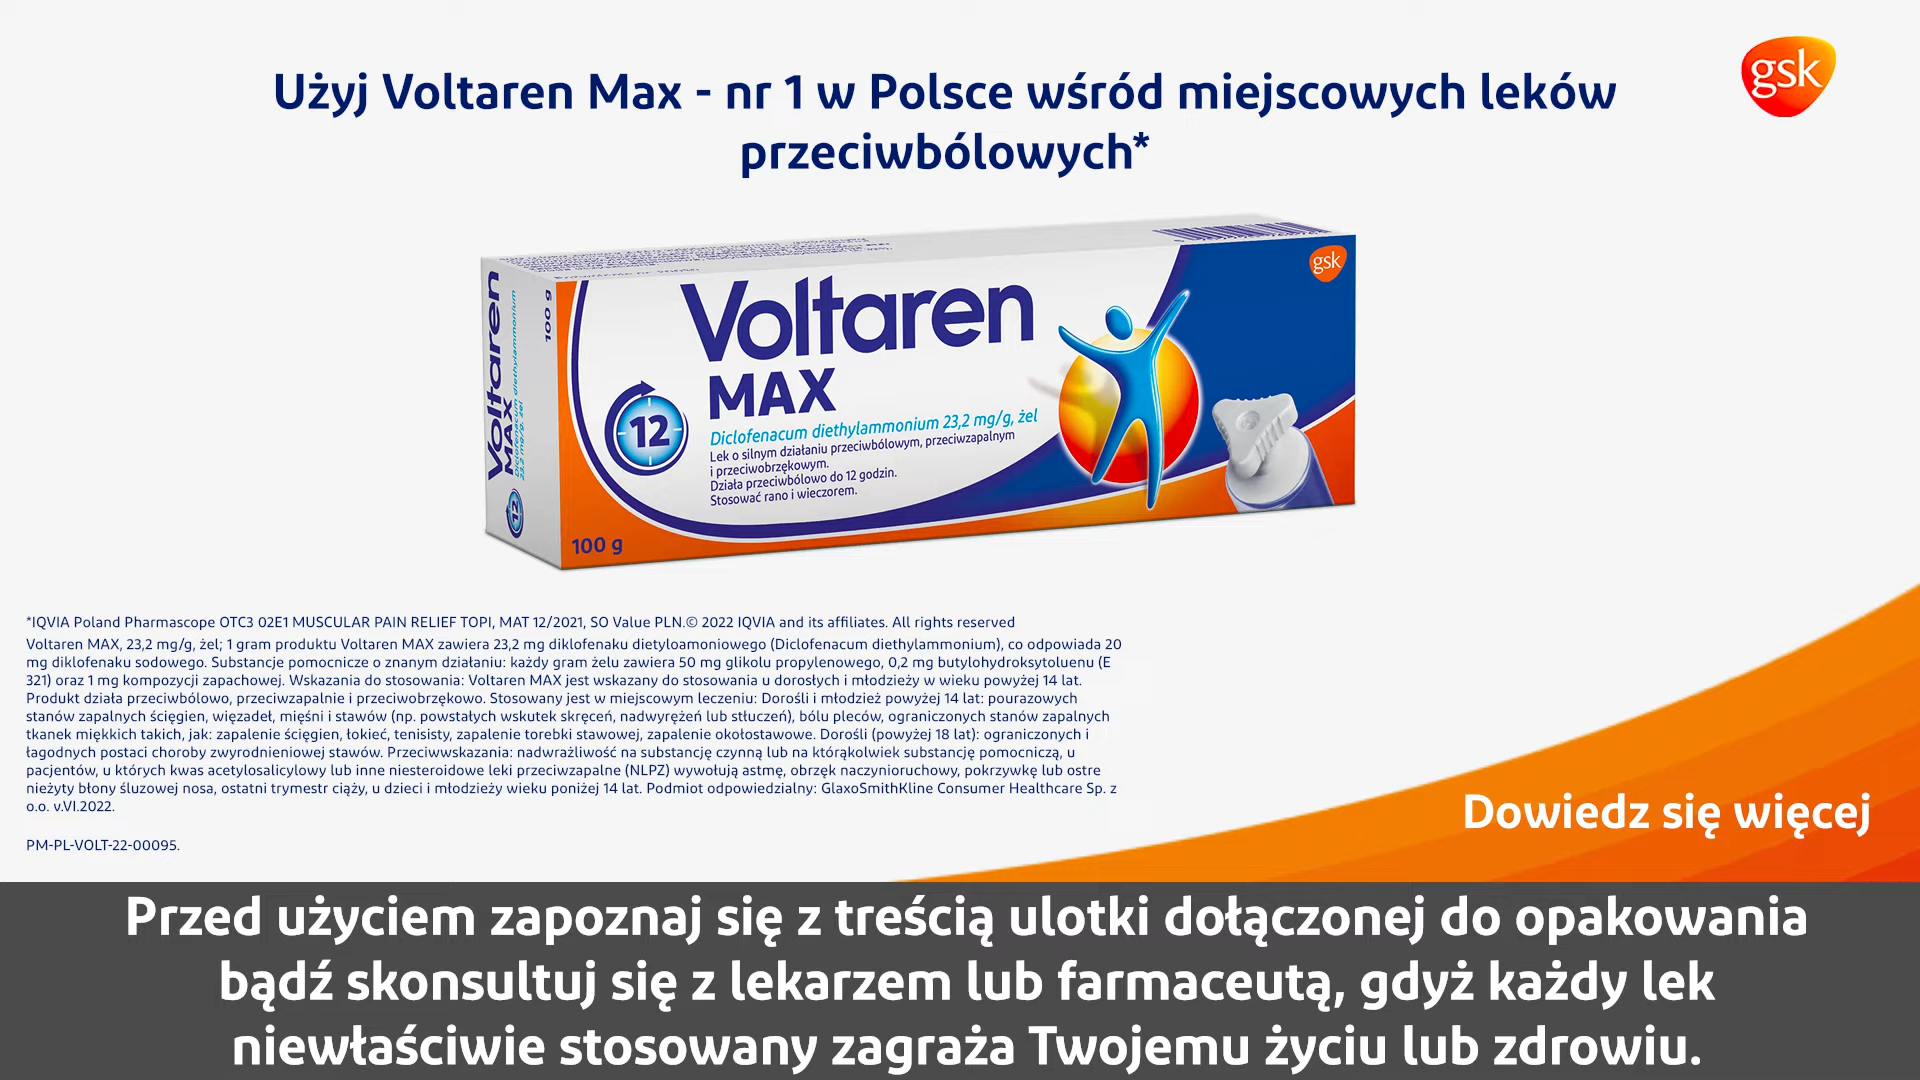 Użyj Voltaren Max - nr 1 w Polsce wśród miejscowych leków
przeciwbólowych*
gsk
gsk
Voltaren
MAX
12
Diclofenacum diethylammonium 23,2 mg/g, żel
Lek o silnym działaniu przeciwbólowym, przeciwzapalnym
i przeciwobrzękowym.
Działa przeciwbólowo do 12 godzin.
Stosować rano i wieczorem.
100 g
Voltaren
MAX
Diclofenacum diethylammonium
23,2 mg/g, żel
100 g
12
*IQVIA Poland Pharmascope OTC3 02E1 MUSCULAR PAIN RELIEF TOPI, MAT 12/2021, SO Value PLN.© 2022 IQVIA and its affiliates. All rights reserved
Voltaren MAX, 23,2 mg/g, żel; 1 gram produktu Voltaren MAX zawiera 23,2 mg diklofenaku dietyloamoniowego (Diclofenacum diethylammonium), co odpowiada 20
mg diklofenaku sodowego. Substancje pomocnicze o znanym działaniu: każdy gram żelu zawiera 50 mg glikolu propylenowego, 0,2 mg butylohydroksytoluenu (E
321) oraz 1 mg kompozycji zapachowej. Wskazania do stosowania: Voltaren MAX jest wskazany do stosowania u dorosłych i młodzieży w wieku powyżej 14 lat.
Produkt działa przeciwbólowo, przeciwzapalnie i przeciwobrzękowo. Stosowany jest w miejscowym leczeniu: Dorośli i młodzież powyżej 14 lat: pourazowych
stanów zapalnych ścięgien, więzadeł, mięśni i stawów (np. powstałych wskutek skręceń, nadwyrężeń lub stłuczeń), bólu pleców, ograniczonych stanów zapalnych
tkanek miękkich takich, jak: zapalenie ścięgien, łokieć, tenisisty, zapalenie torebki stawowej, zapalenie okołostawowe. Dorośli (powyżej 18 lat): ograniczonych i
łagodnych postaci choroby zwyrodnieniowej stawów. Przeciwwskazania: nadwrażliwość na substancję czynną lub na którąkolwiek substancję pomocniczą, u
pacjentów, u których kwas acetylosalicylowy lub inne niesteroidowe leki przeciwzapalne (NLPZ) wywołują astmę, obrzęk naczynioruchowy, pokrzywkę lub ostre
nieżyty błony śluzowej nosa, ostatni trymestr ciąży, u dzieci i młodzieży wieku poniżej 14 lat. Podmiot odpowiedzialny: GlaxoSmithKline Consumer Healthcare Sp. z
o.o. v.VI.2022.
PM-PL-VOLT-22-00095.
Dowiedz się więcej
Przed użyciem zapoznaj się z treścią ulotki dołączonej do opakowania
bądź skonsultuj się z lekarzem lub farmaceutą, gdyż każdy lek
niewłaściwie stosowany zagraża Twojemu życiu lub zdrowiu.